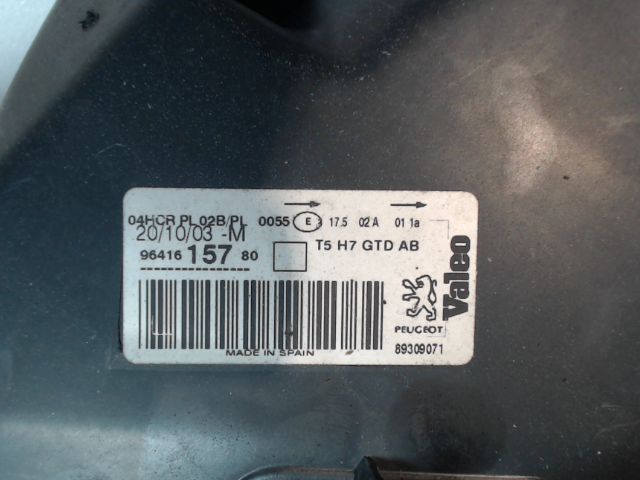 04HCR PL 02B/PL 0055 E 17.5 02 A 01 1a
20/10/03 -M
96416 157 80 T5 H7 GTD AB
Valeo
PEUGEOT
MADE IN SPAIN 89309071